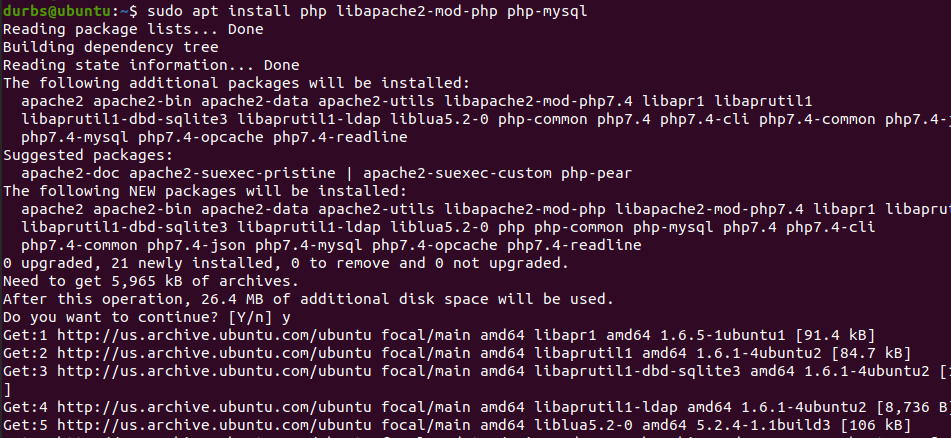 durbs@ubuntu:~$ sudo apt install php libapache2-mod-php php-mysql
Reading package lists... Done
Building dependency tree
Reading state information... Done
The following additional packages will be installed:
  apache2 apache2-bin apache2-data apache2-utils libapache2-mod-php7.4 libapr1 libaprutil1
  libaprutil1-dbd-sqlite3 libaprutil1-ldap liblua5.2-0 php-common php7.4 php7.4-cli php7.4-common php7.4-j
  php7.4-mysql php7.4-opcache php7.4-readline
Suggested packages:
  apache2-doc apache2-suexec-pristine | apache2-suexec-custom php-pear
The following NEW packages will be installed:
  apache2 apache2-bin apache2-data apache2-utils libapache2-mod-php libapache2-mod-php7.4 libapr1 libaprut
  libaprutil1-dbd-sqlite3 libaprutil1-ldap liblua5.2-0 php php-common php-mysql php7.4 php7.4-cli
  php7.4-common php7.4-json php7.4-mysql php7.4-opcache php7.4-readline
0 upgraded, 21 newly installed, 0 to remove and 0 not upgraded.
Need to get 5,965 kB of archives.
After this operation, 26.4 MB of additional disk space will be used.
Do you want to continue? [Y/n] y
Get:1 http://us.archive.ubuntu.com/ubuntu focal/main amd64 libapr1 amd64 1.6.5-1ubuntu1 [91.4 kB]
Get:2 http://us.archive.ubuntu.com/ubuntu focal/main amd64 libaprutil1 amd64 1.6.1-4ubuntu2 [84.7 kB]
Get:3 http://us.archive.ubuntu.com/ubuntu focal/main amd64 libaprutil1-dbd-sqlite3 amd64 1.6.1-4ubuntu2 [1
]
Get:4 http://us.archive.ubuntu.com/ubuntu focal/main amd64 libaprutil1-ldap amd64 1.6.1-4ubuntu2 [8,736 B]
Get:5 http://us.archive.ubuntu.com/ubuntu focal/main amd64 liblua5.2-0 amd64 5.2.4-1.1build3 [106 kB]